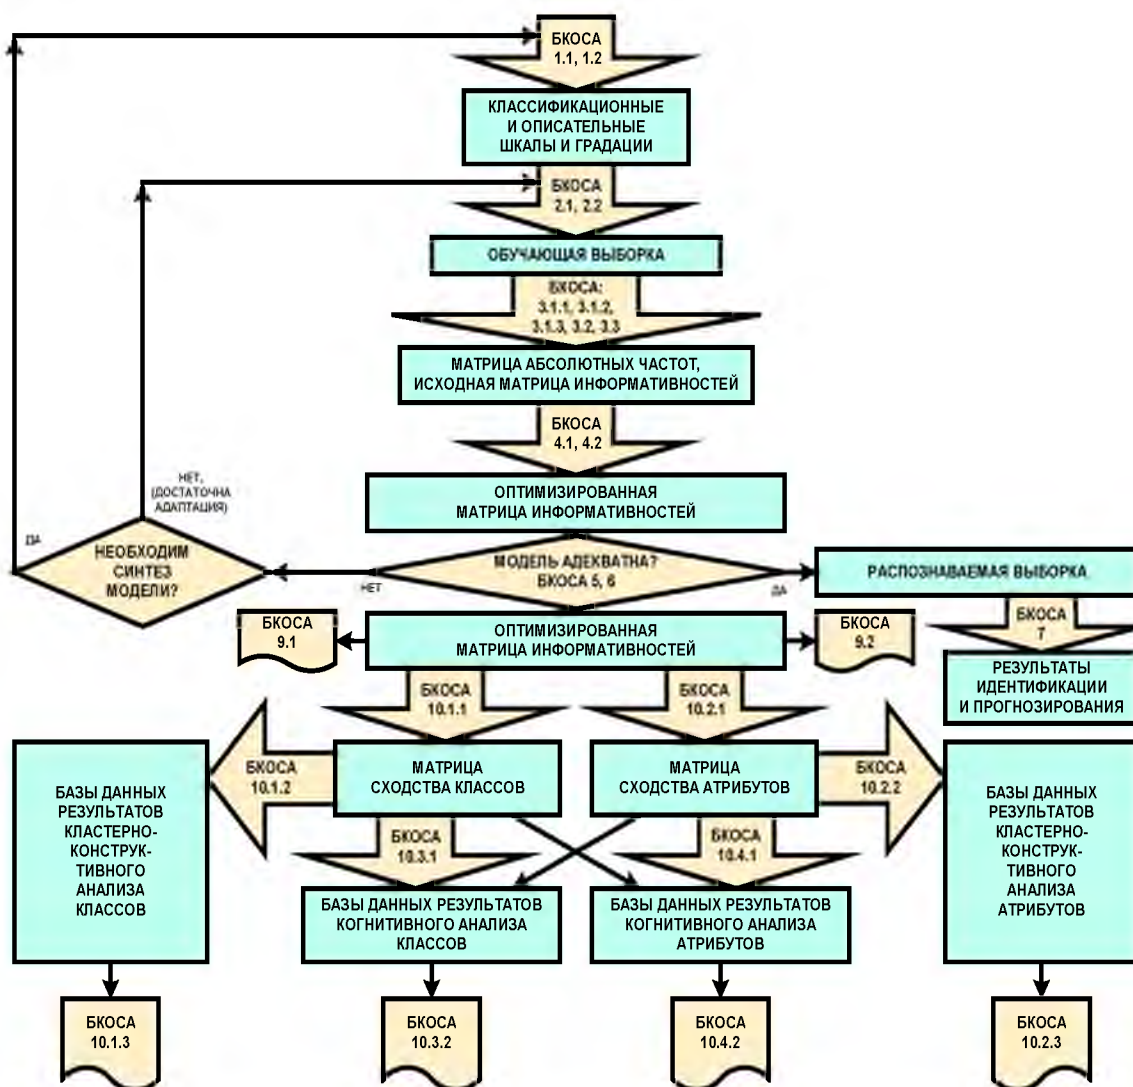 БКОСА
1.1, 1.2
КЛАССИФИКАЦИОННЫЕ
И ОПИСАТЕЛЬНЫЕ
ШКАЛЫ И ГРАДАЦИИ
БКОСА
2.1, 2.2
ОБУЧАЮЩАЯ ВЫБОРКА
БКОСА:
3.1.1, 3.1.2,
3.1.3, 3.2, 3.3
МАТРИЦА АБСОЛЮТНЫХ ЧАСТОТ,
ИСХОДНАЯ МАТРИЦА ИНФОРМАТИВНОСТЕЙ
БКОСА
4.1, 4.2
ОПТИМИЗИРОВАННАЯ
МАТРИЦА ИНФОРМАТИВНОСТЕЙ
МОДЕЛЬ АДЕКВАТНА?
БКОСА 5, 6
НЕТ
ДА
НЕОБХОДИМ
СИНТЕЗ
МОДЕЛИ?
ДА
НЕТ,
(ДОСТАТОЧНА
АДАПТАЦИЯ)
РАСПОЗНАВАЕМАЯ ВЫБОРКА
БКОСА
7
РЕЗУЛЬТАТЫ
ИДЕНТИФИКАЦИИ
И ПРОГНОЗИРОВАНИЯ
БКОСА
9.1
ОПТИМИЗИРОВАННАЯ
МАТРИЦА ИНФОРМАТИВНОСТЕЙ
БКОСА
9.2
БКОСА
10.1.1
БКОСА
10.2.1
БАЗЫ ДАННЫХ
РЕЗУЛЬТАТОВ
КЛАСТЕРНО-
КОНСТРУК-
ТИВНОГО
АНАЛИЗА
КЛАССОВ
БКОСА
10.1.2
МАТРИЦА
СХОДСТВА КЛАССОВ
МАТРИЦА
СХОДСТВА АТРИБУТОВ
БКОСА
10.2.2
БАЗЫ ДАННЫХ
РЕЗУЛЬТАТОВ
КЛАСТЕРНО-
КОНСТРУК-
ТИВНОГО
АНАЛИЗА
АТРИБУТОВ
БКОСА
10.3.1
БКОСА
10.4.1
БАЗЫ ДАННЫХ РЕЗУЛЬТАТОВ
КОГНИТИВНОГО АНАЛИЗА
КЛАССОВ
БАЗЫ ДАННЫХ РЕЗУЛЬТАТОВ
КОГНИТИВНОГО АНАЛИЗА
АТРИБУТОВ
БКОСА
10.1.3
БКОСА
10.3.2
БКОСА
10.4.2
БКОСА
10.2.3